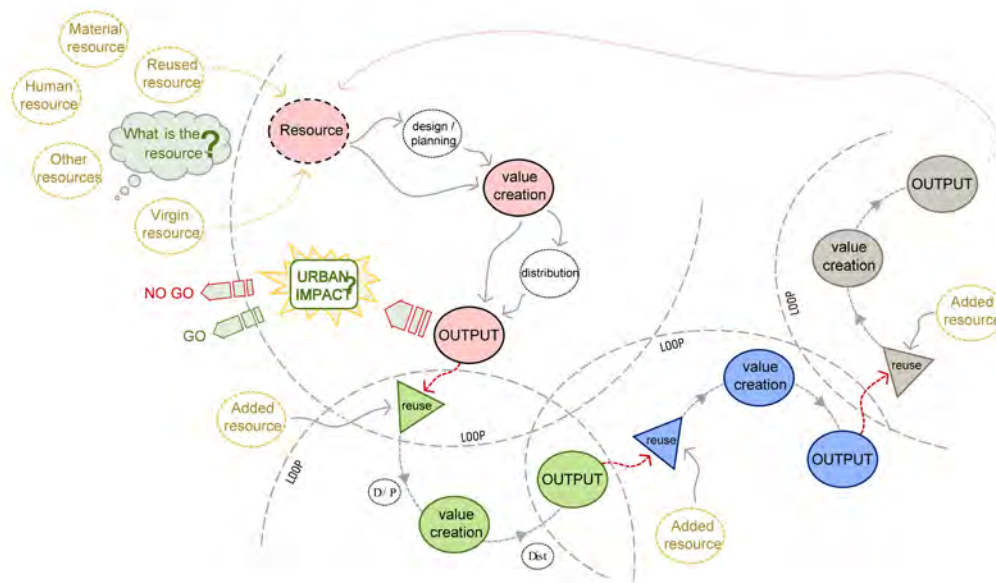 Material
resource
Reused
resource
Human
resource
What is the
resource
?
Other
resources
Virgin
resource
Resource
design /
planning
value
creation
distribution
OUTPUT
URBAN
IMPACT
?
NO GO
GO
LOOP
Added
resource
reuse
D/ P
value
creation
Dist
OUTPUT
LOOP
LOOP
reuse
Added
resource
value
creation
OUTPUT
LOOP
reuse
Added
resource
value
creation
OUTPUT